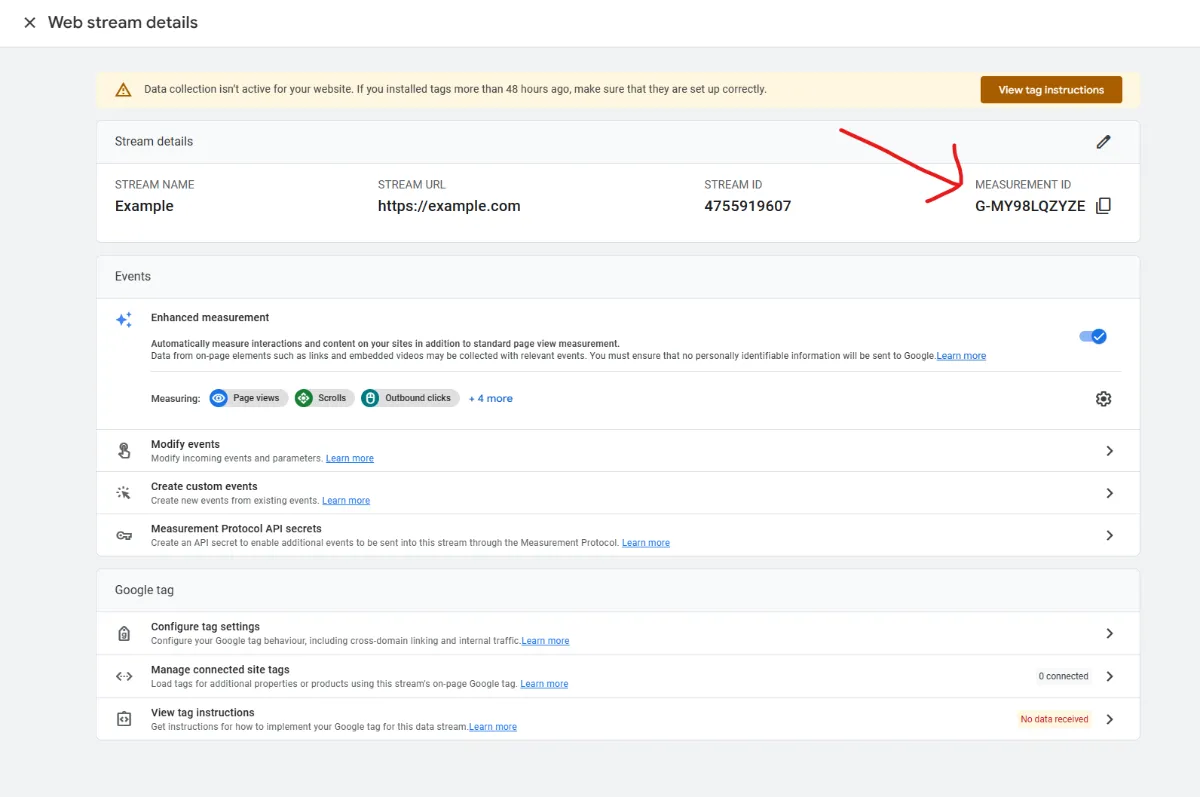 Web stream details
Data collection isn't active for your website. If you installed tags more than 48 hours ago, make sure that they are set up correctly.
View tag instructions
Stream details
STREAM NAME
Example
STREAM URL
https://example.com
STREAM ID
4755919607
MEASUREMENT ID
G-MY98LQZYZE
Events
Enhanced measurement
Automatically measure interactions and content on your sites in addition to standard page view measurement.
Data from on-page elements such as links and embedded videos may be collected with relevant events. You must ensure that no personally identifiable information will be sent to Google.Learn more
Measuring: Page views Scrolls Outbound clicks + 4 more
Modify events
Modify incoming events and parameters. Learn more
Create custom events
Create new events from existing events. Learn more
Measurement Protocol API secrets
Create an API secret to enable additional events to be sent into this stream through the Measurement Protocol. Learn more
Google tag
Configure tag settings
Configure your Google tag behaviour, including cross-domain linking and internal traffic.Learn more
Manage connected site tags
Load tags for additional properties or products using this stream's on-page Google tag. Learn more
0 connected
View tag instructions
Get instructions for how to implement your Google tag for this data stream.Learn more
No data received